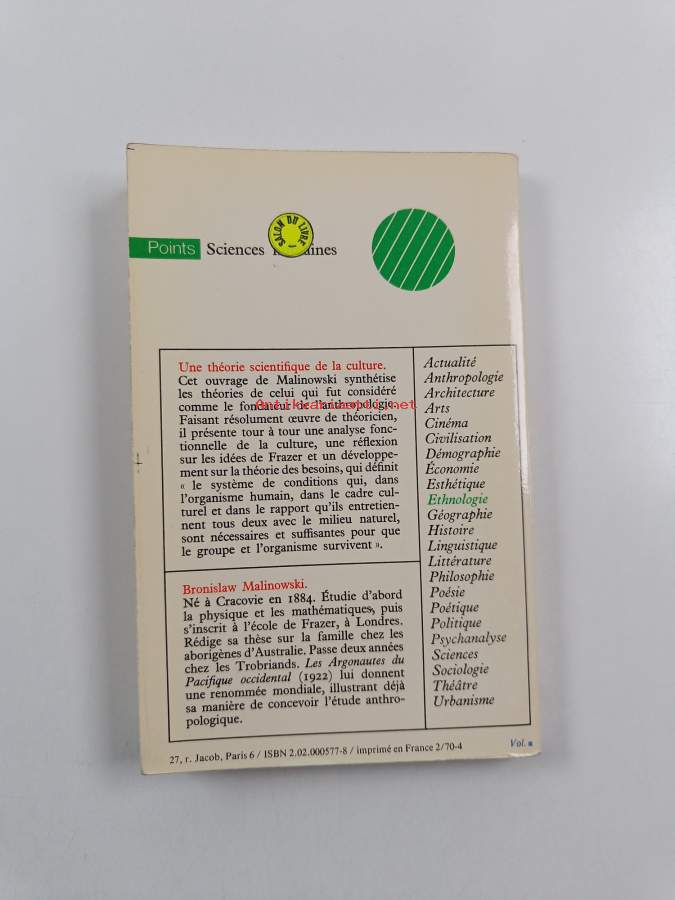 SALON DU LIVRE
Points Sciences aines
Une théorie scientifique de la culture.
Cet ouvrage de Malinowski synthétise
les théories de celui qui fut considéré
comme le fondateur de l'anthropologie.
Faisant résolument œuvre de théoricien,
il présente tour à tour une analyse fonc-
tionnelle de la culture, une réflexion
sur les idées de Frazer et un développe-
ment sur la théorie des besoins, qui définit
« le système de conditions qui, dans
l'organisme humain, dans le cadre cul-
turel et dans le rapport qu'ils entretien-
nent tous deux avec le milieu naturel,
sont nécessaires et suffisantes pour que
le groupe et l'organisme survivent ».
Bronislaw Malinowski.
Né à Cracovie en 1884. Étudie d'abord
la physique et les mathématiques, puis
s'inscrit à l'école de Frazer, à Londres.
Rédige sa thèse sur la famille chez les
aborigènes d'Australie. Passe deux années
chez les Trobriands. Les Argonautes du
Pacifique occidental (1922) lui donnent
une renommée mondiale, illustrant déjà
sa manière de concevoir l'étude anthro-
pologique.
Actualité
Anthropologie
Architecture
Arts
Cinéma
Civilisation
Démographie
Économie
Esthétique
Ethnologie
Géographie
Histoire
Linguistique
Littérature
Philosophie
Poésie
Poétique
Politique
Psychanalyse
Sciences
Sociologie
Théâtre
Urbanisme
27, r. Jacob, Paris 6 / ISBN 2.02.000577-8 / imprimé en France 2/70-4
Vol.